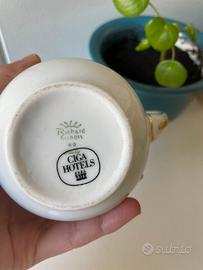 Richard
Ginori
CIGA
HOTELS
subito